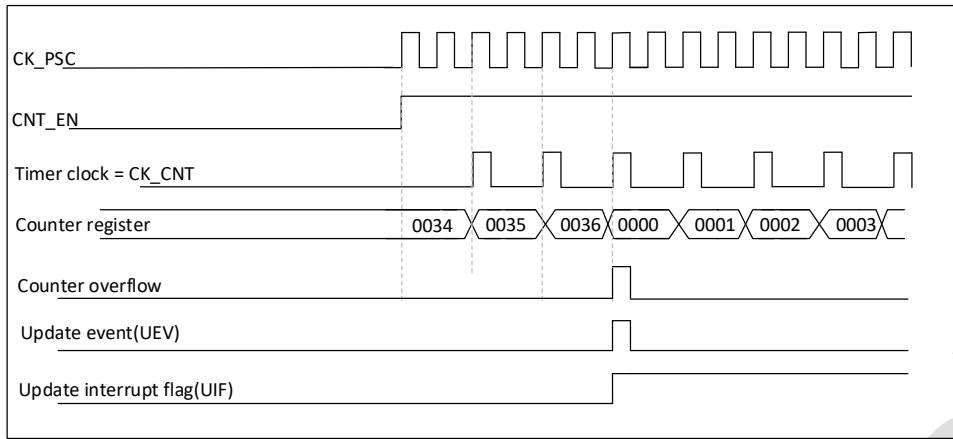 CK_PSC
CNT_EN
Timer clock = CK_CNT
Counter register 0034 0035 0036 0000 0001 0002 0003
Counter overflow
Update event(UEV)
Update interrupt flag(UIF)